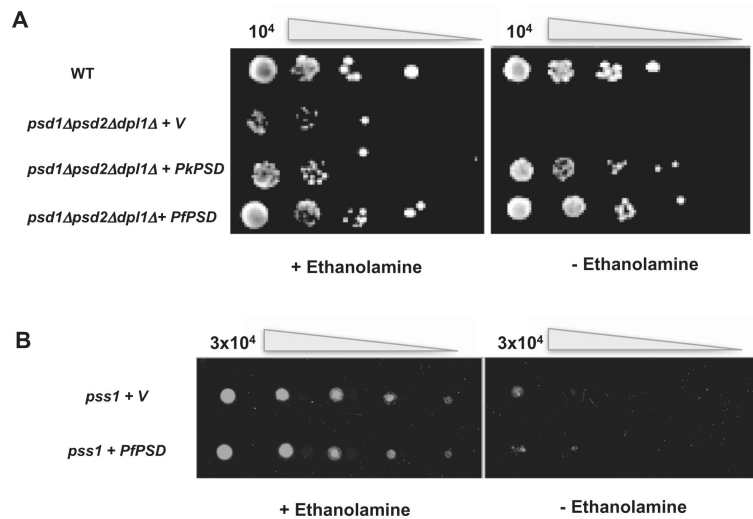 A
10⁴
10⁴
WT
psd1Δpsd2Δdpl1Δ + V
psd1Δpsd2Δdpl1Δ + PkPSD
psd1Δpsd2Δdpl1Δ+ PfPSD
+ Ethanolamine
- Ethanolamine
B
3x10⁴
3x10⁴
pss1 + V
pss1 + PfPSD
+ Ethanolamine
- Ethanolamine